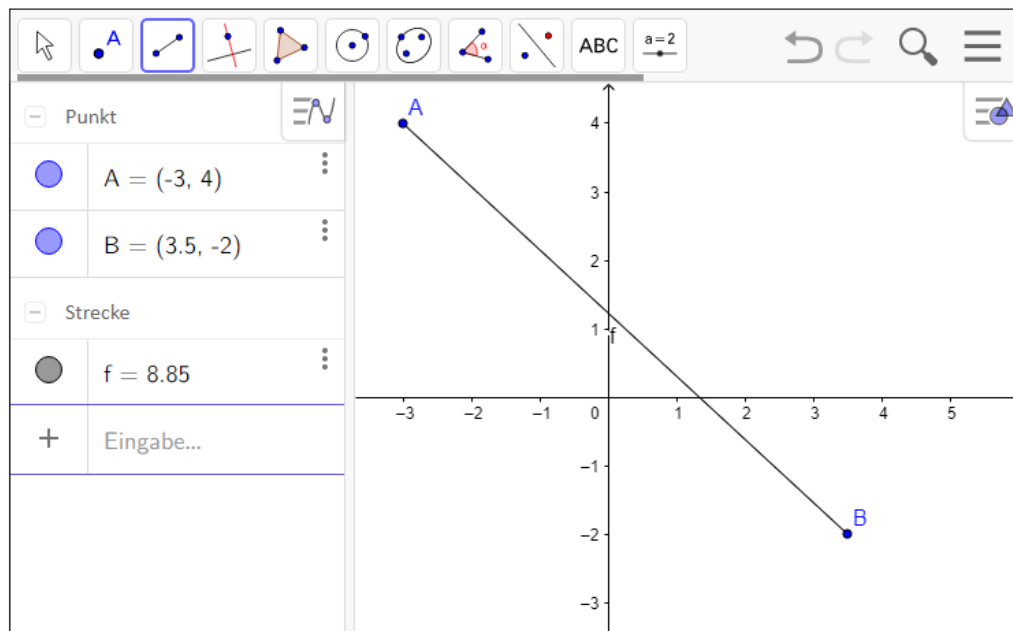 A
α
ABC
a=2
Punkt
A = (-3, 4)
B = (3.5, -2)
Strecke
f = 8.85
Eingabe...
A
4
3
2
1
f
−3
−2
−1
0
1
2
3
4
5
−1
B
−2
−3